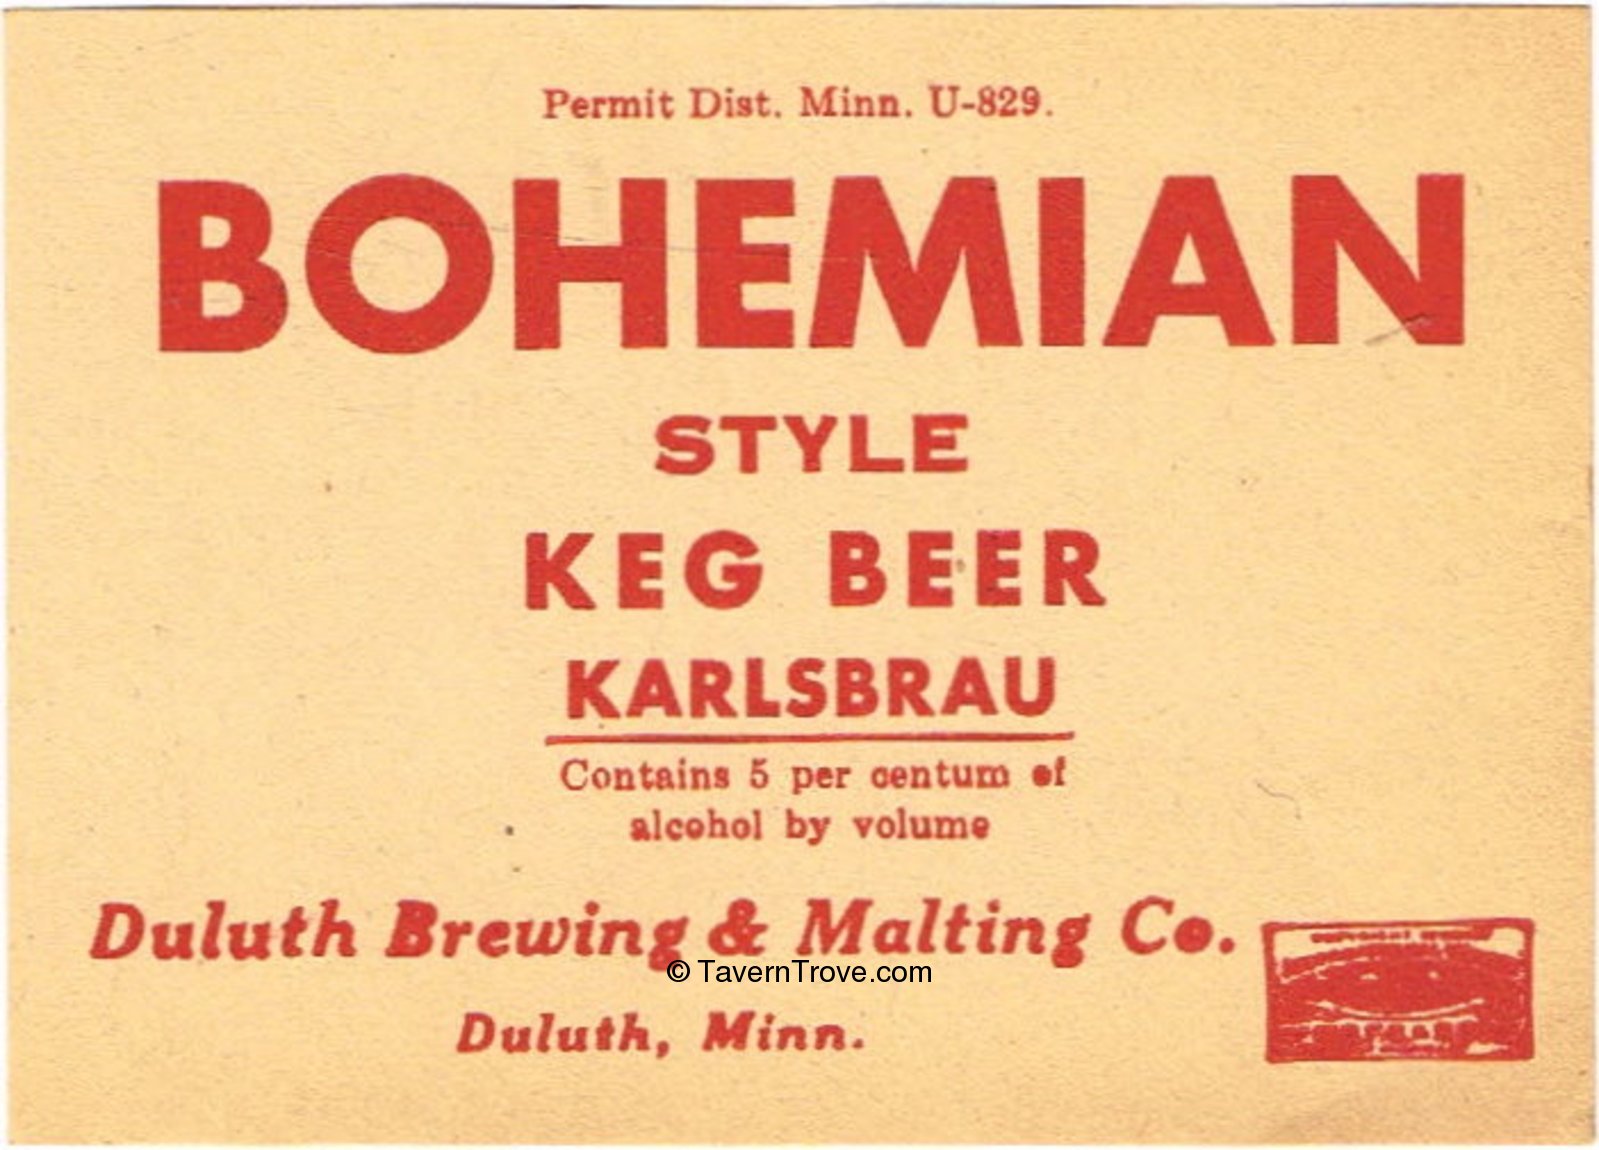 Permit Dist. Minn. U-829.
BOHEMIAN
STYLE
KEG BEER
KARLSBRAU
Contains 5 per centum of
alcohol by volume
Duluth Brewing & Malting Co.
© TavernTrove.com
Duluth, Minn.